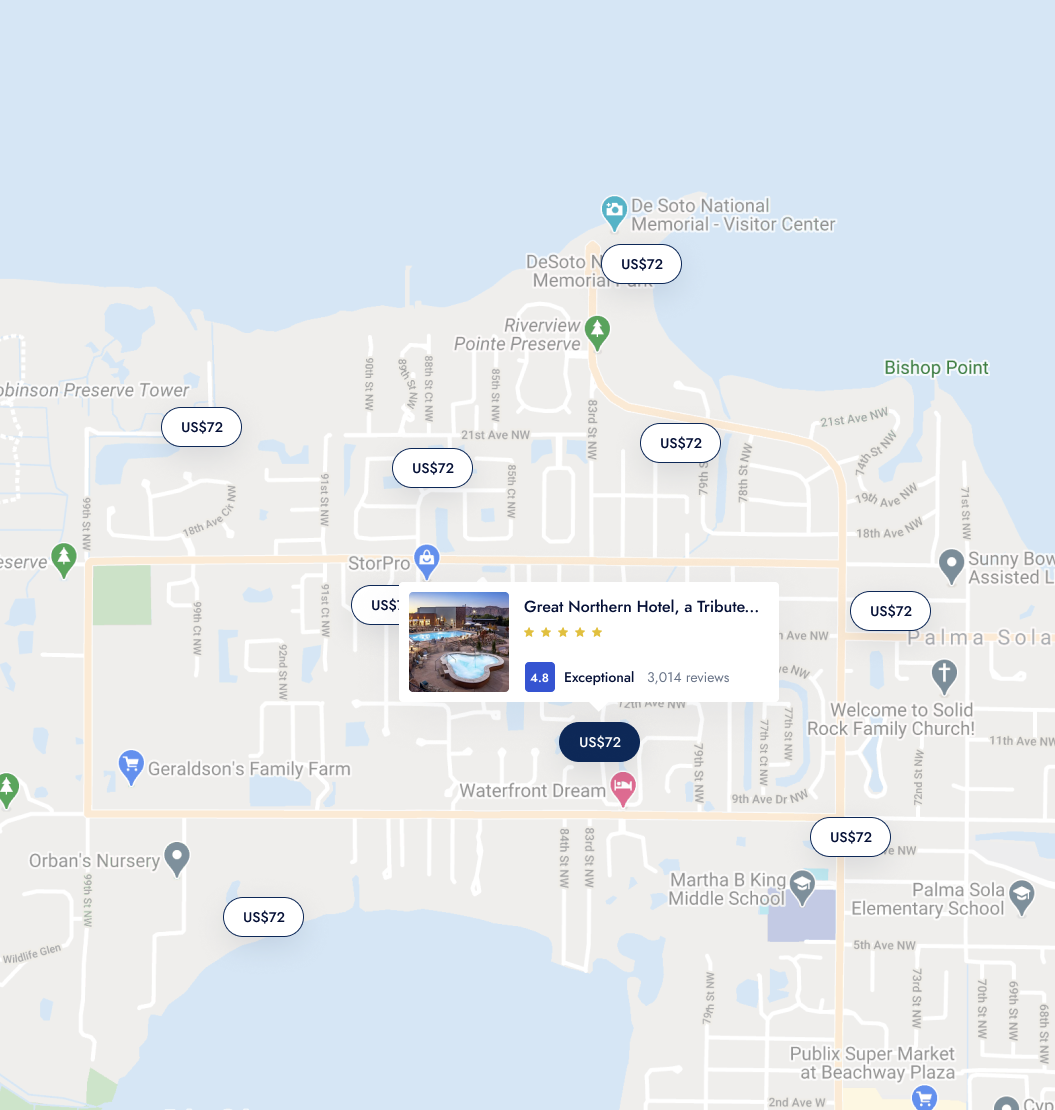 De Soto National
Memorial - Visitor Center
DeSoto N
Memorial Park
US$72
Riverview
Pointe Preserve
Bishop Point
obinson Preserve Tower
90th St NW
89th St NW
88th St Ct NW
85th St NW
83rd St NW
21st Ave NW
21st Ave NW
US$72
US$72
US$72
74th St NW
76th S
78th St NW
91st St NW
85th Ct NW
99th St NW
18th Ave Cir NW
19th Ave NW
71st St NW
18th Ave NW
eserve
StorPro
Sunny Bow
Assisted L
99th Ct NW
91st Ct NW
US$7
Great Northern Hotel, a Tribute...
4.8
Exceptional
3,014 reviews
US$72
h Ave NW
Palma Sola
92nd St NW
ve NW
12th Ave NW
Welcome to Solid
Rock Family Church!
US$72
77th St Ct NW
77th St NW
79th St NW
11th Ave NW
72nd St NW
Geraldson's Family Farm
Waterfront Dream
9th Ave Dr NW
US$72
e NW
84th St NW
83rd St NW
Orban's Nursery
99th St NW
Martha B King
Middle School
Palma Sola
Elementary School
US$72
5th Ave NW
Wildlife Glen
79th St NW
73rd St NW
70th St NW
69th St NW
68th St NW
Publix Super Market
at Beachway Plaza
2nd Ave W
Cyp